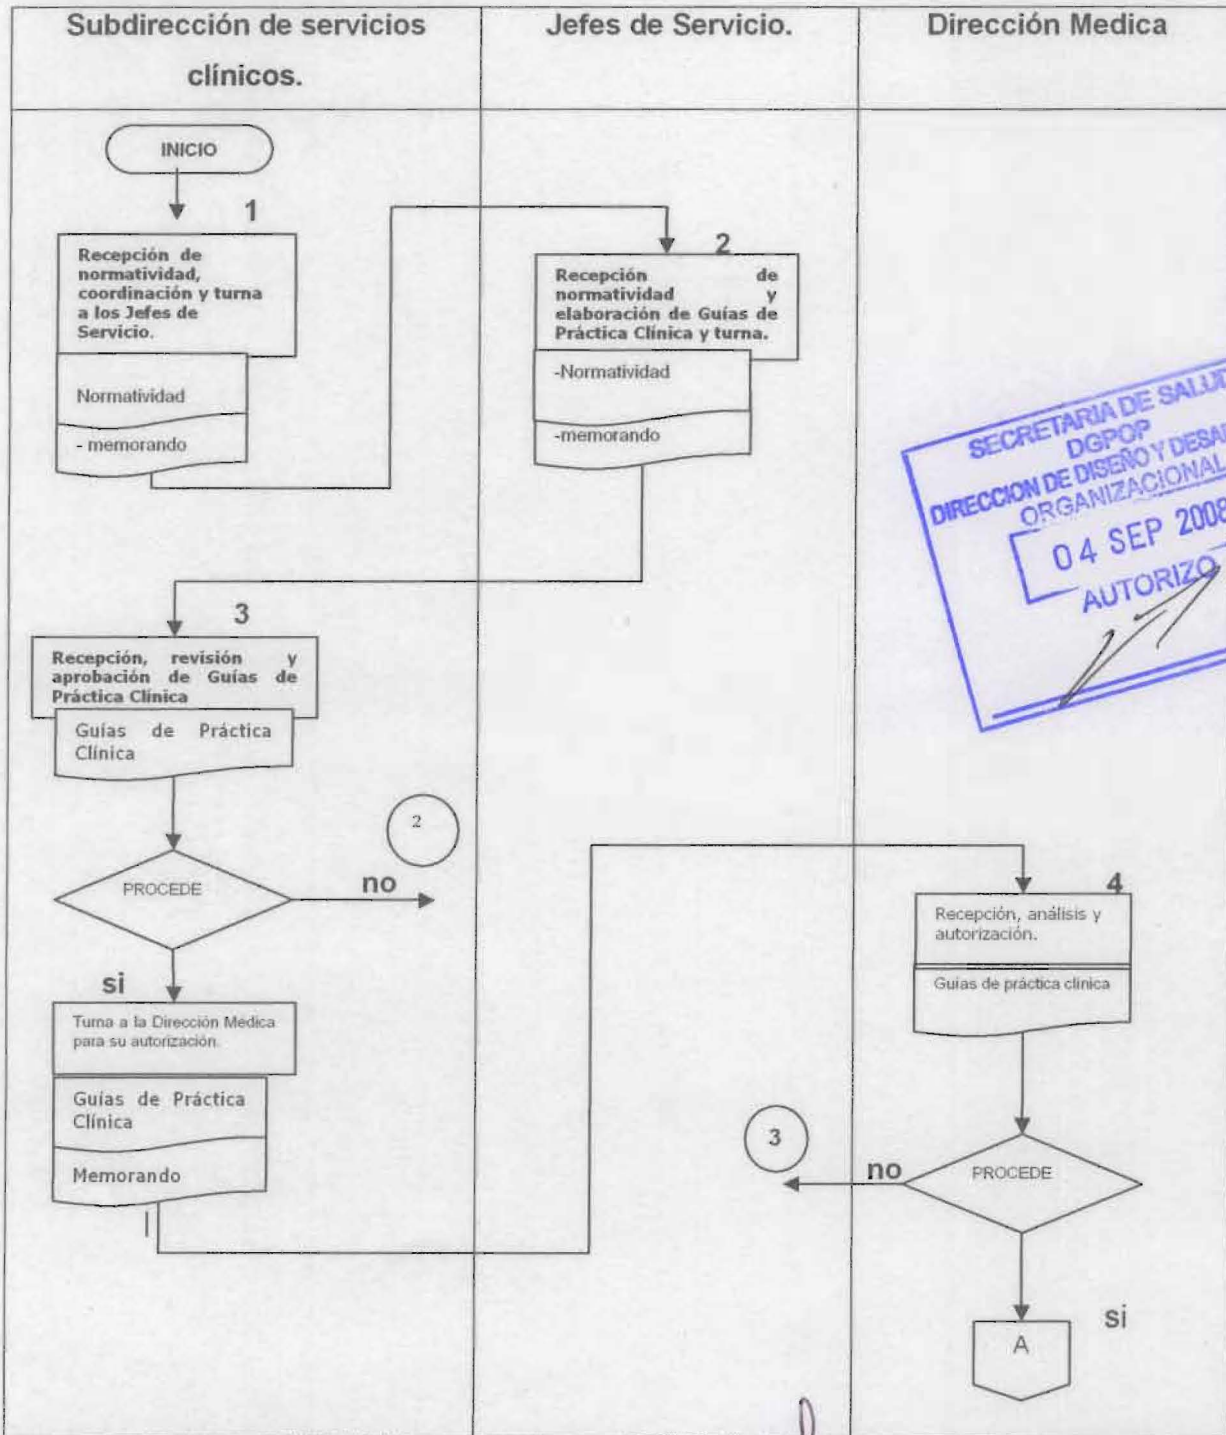 Subdirección de servicios
clínicos.
Jefes de Servicio.
Dirección Medica
INICIO
1
Recepción de
normatividad,
coordinación y turna
a los Jefes de
Servicio.
Normatividad
- memorando
2
Recepción de
normatividad y
elaboración de Guías de
Práctica Clínica y turna.
-Normatividad
-memorando
SECRETARIA DE SALUD
DGPOP
DIRECCION DE DISEÑO Y DESAR
ORGANIZACIONAL
04 SEP 2008
AUTORIZO
3
Recepción, revisión y
aprobación de Guías de
Práctica Clínica
Guías de Práctica
Clínica
2
PROCEDE
no
si
Turna a la Dirección Medica
para su autorización.
Guías de Práctica
Clínica
Memorando
4
Recepción, análisis y
autorización.
Guías de práctica clínica
3
no
PROCEDE
si
A